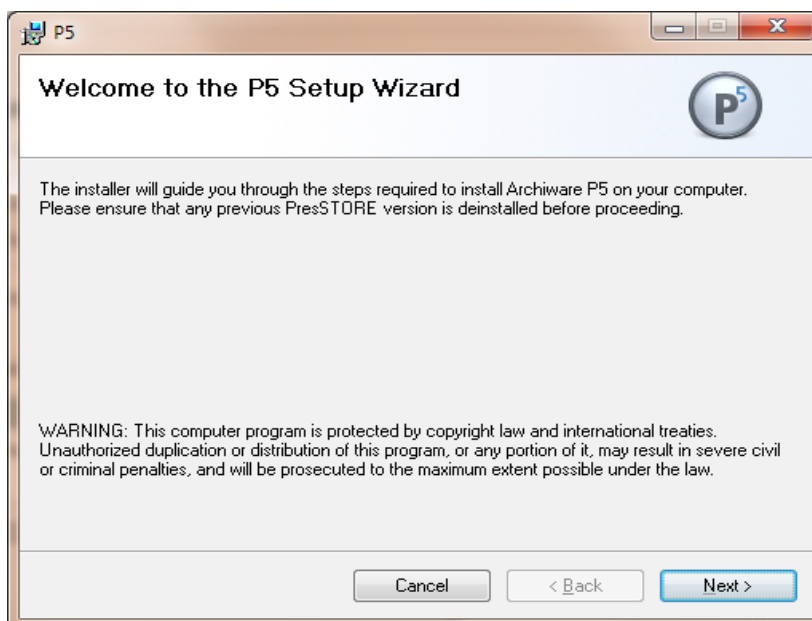 P5
Welcome to the P5 Setup Wizard
P5
The installer will guide you through the steps required to install Archiware P5 on your computer.
Please ensure that any previous PresSTORE version is deinstalled before proceeding.
WARNING: This computer program is protected by copyright law and international treaties.
Unauthorized duplication or distribution of this program, or any portion of it, may result in severe civil
or criminal penalties, and will be prosecuted to the maximum extent possible under the law.
Cancel < Back Next >